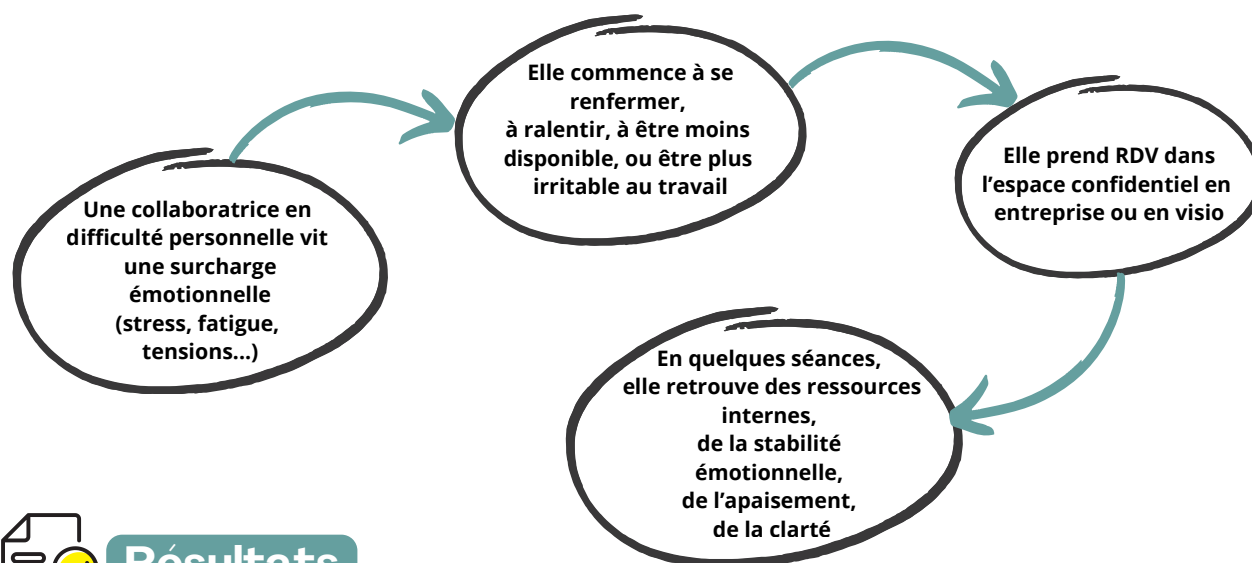 Une collaboratrice en
difficulté personnelle vit
une surcharge
émotionnelle
(stress, fatigue,
tensions...)
Elle commence à se
renfermer,
à ralentir, à être moins
disponible, ou être plus
irritable au travail
Elle prend RDV dans
l’espace confidentiel en
entreprise ou en visio
En quelques séances,
elle retrouve des ressources
internes,
de la stabilité
émotionnelle,
de l’apaisement,
de la clarté
Résultats